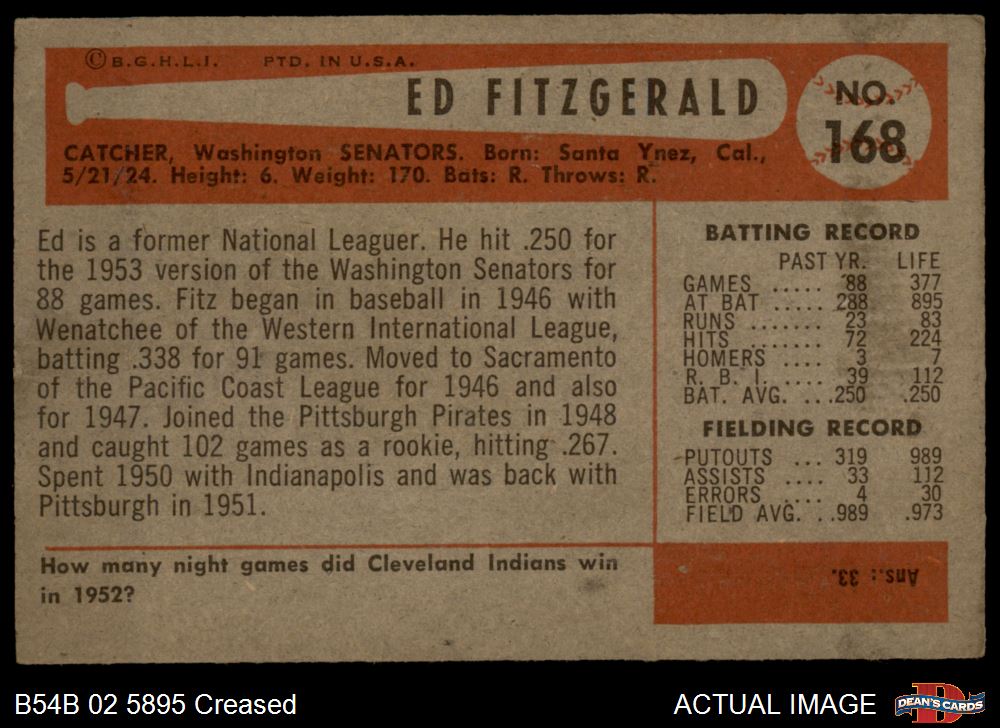 © B.G.H.L.I. PTD. IN U.S.A.
ED FITZGERALD
NO.
168
CATCHER, Washington SENATORS. Born: Santa Ynez, Cal.,
5/21/24. Height: 6. Weight: 170. Bats: R. Throws: R.
Ed is a former National Leaguer. He hit .250 for
the 1953 version of the Washington Senators for
88 games. Fitz began in baseball in 1946 with
Wenatchee of the Western International League,
batting .338 for 91 games. Moved to Sacramento
of the Pacific Coast League for 1946 and also
for 1947. Joined the Pittsburgh Pirates in 1948
and caught 102 games as a rookie, hitting .267.
Spent 1950 with Indianapolis and was back with
Pittsburgh in 1951.
BATTING RECORD
PAST YR. LIFE
GAMES ..... 88 377
AT BAT ..... 288 895
RUNS ....... 23 83
HITS ....... 72 224
HOMERS .... 3 7
R. B. I. .... 39 112
BAT. AVG. ...250 .250
FIELDING RECORD
PUTOUTS ... 319 989
ASSISTS .... 33 112
ERRORS .... 4 30
FIELD AVG. ..989 .973
How many night games did Cleveland Indians win
in 1952?
Ans.: 33.
B54B 02 5895 Creased
ACTUAL IMAGE
DEAN'S CARDS